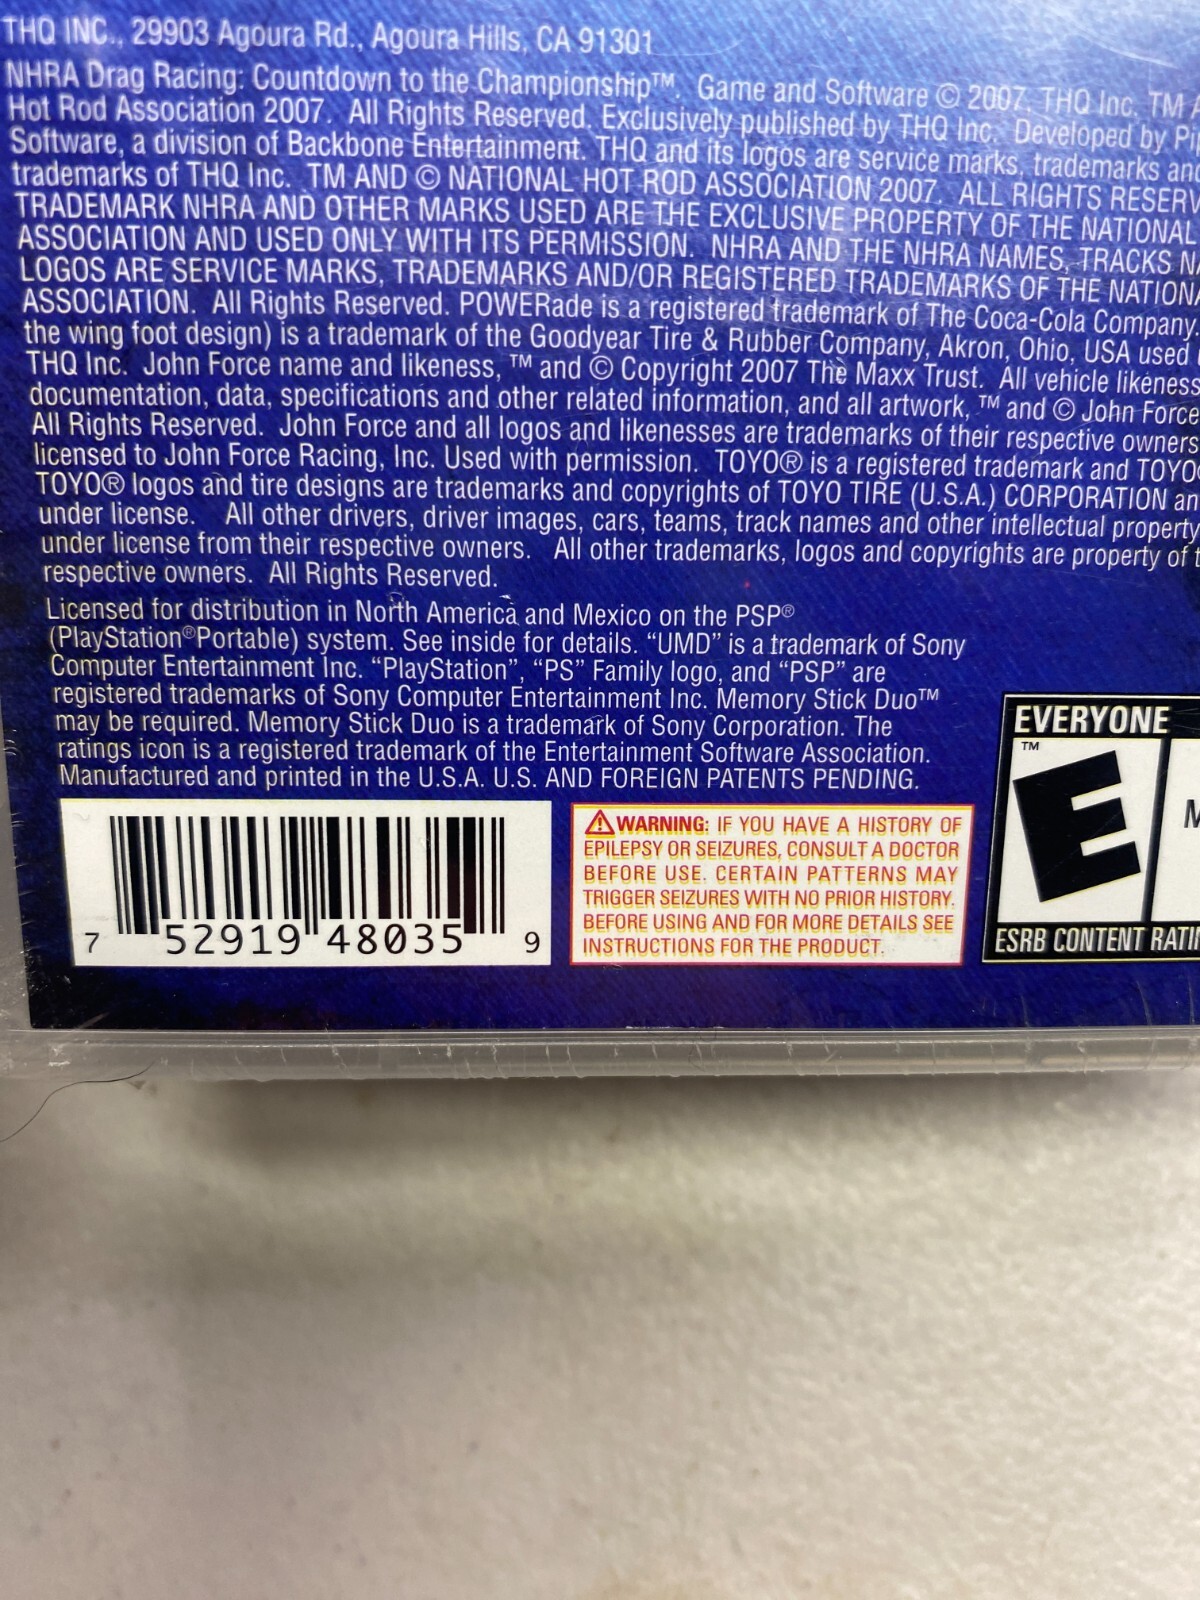 THQ INC., 29903 Agoura Rd., Agoura Hills, CA 91301
NHRA Drag Racing: Countdown to the Championship™. Game and Software © 2007, THQ Inc. TM
Hot Rod Association 2007. All Rights Reserved. Exclusively published by THQ Inc. Developed by
Software, a division of Backbone Entertainment. THQ and its logos are service marks, trademarks and
trademarks of THQ Inc. TM AND © NATIONAL HOT ROD ASSOCIATION 2007. ALL RIGHTS
TRADEMARK NHRA AND OTHER MARKS USED ARE THE EXCLUSIVE PROPERTY OF THE NATIONAL
ASSOCIATION AND USED ONLY WITH ITS PERMISSION. NHRA AND THE NHRA NAMES, TRACKS
LOGOS ARE SERVICE MARKS, TRADEMARKS AND/OR REGISTERED TRADEMARKS OF THE
ASSOCIATION. All Rights Reserved. POWERade is a registered trademark of The Coca-Cola Company
the wing foot design) is a trademark of the Goodyear Tire & Rubber Company, Akron, Ohio, USA used
THQ Inc. John Force name and likeness, ™ and © Copyright 2007 The Maxx Trust. All vehicle likeness
documentation, data, specifications and other related information, and all artwork, ™ and © John Force
All Rights Reserved. John Force and all logos and likenesses are trademarks of their respective owners
licensed to John Force Racing, Inc. Used with permission. TOYO® is a registered trademark and TOYO
TOYO® logos and tire designs are trademarks and copyrights of TOYO TIRE (U.S.A.) CORPORATION
under license. All other drivers, driver images, cars, teams, track names and other intellectual property
under license from their respective owners. All other trademarks, logos and copyrights are property of
respective owners. All Rights Reserved.
Licensed for distribution in North America and Mexico on the PSP®
(PlayStation®Portable) system. See inside for details. “UMD” is a trademark of Sony
Computer Entertainment Inc. “PlayStation”, “PS” Family logo, and “PSP” are
registered trademarks of Sony Computer Entertainment Inc. Memory Stick Duo™
may be required. Memory Stick Duo is a trademark of Sony Corporation. The
ratings icon is a registered trademark of the Entertainment Software Association.
Manufactured and printed in the U.S.A. U.S. AND FOREIGN PATENTS PENDING.
7 52919 48035 9
WARNING: IF YOU HAVE A HISTORY OF
EPILEPSY OR SEIZURES, CONSULT A DOCTOR
BEFORE USE. CERTAIN PATTERNS MAY
TRIGGER SEIZURES WITH NO PRIOR HISTORY.
BEFORE USING AND FOR MORE DETAILS SEE
INSTRUCTIONS FOR THE PRODUCT.
EVERYONE
™
E
ESRB CONTENT